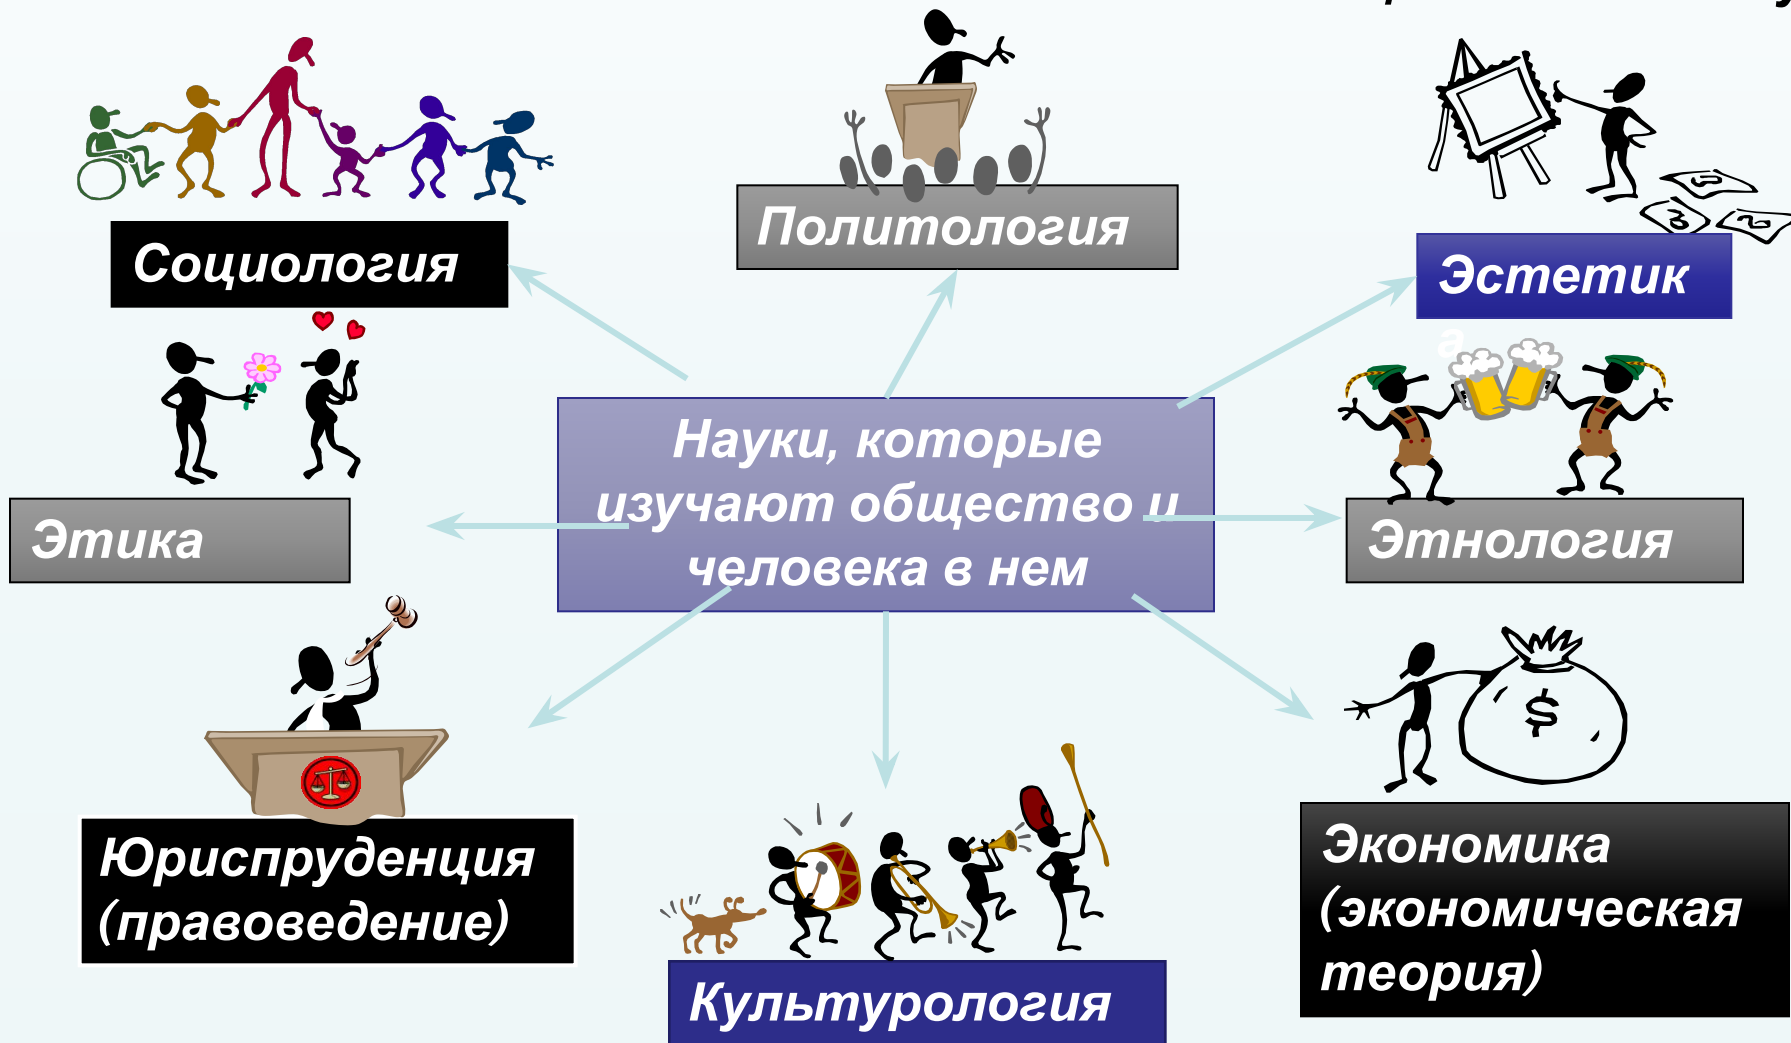 Социология
Политология
Эстетик
а
Науки, которые
изучают общество и
человека в нем
Этика
Этнология
$
Юриспруденция
(правоведение)
Экономика
(экономическая
теория)
Культурология